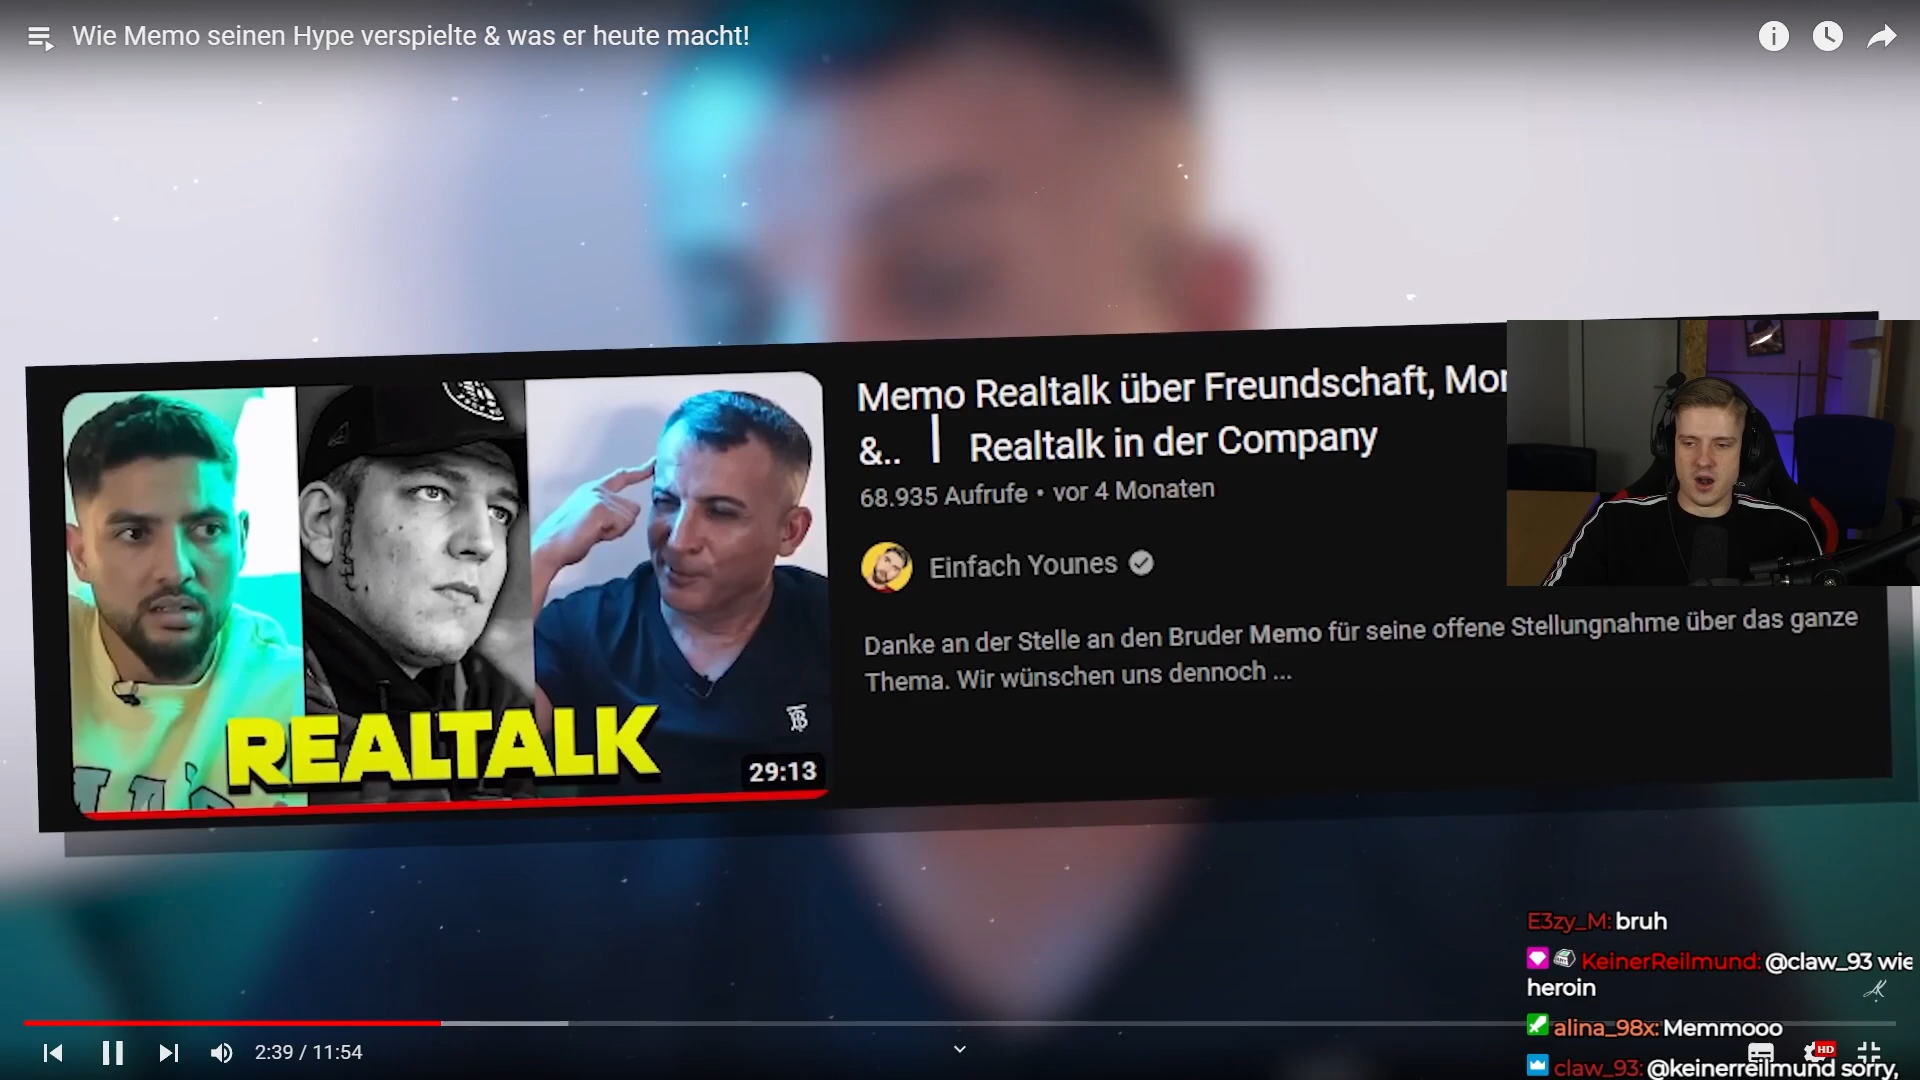 Wie Memo seinen Hype verspielte & was er heute macht!
Memo Realtalk über Freundschaft,
&.. | Realtalk in der Company
68.935 Aufrufe • vor 4 Monaten
Einfach Younes
Danke an der Stelle an den Bruder Memo für seine offene Stellungnahme über das ganze
Thema. Wir wünschen uns dennoch ...
REALTALK
29:13
E3zy_M: bruh
KeinerReilmund: @claw_93 wie
heroin
alina_98x: Memmooo
claw_93: @keinerreilmund sorry,
2:39 / 11:54
HD